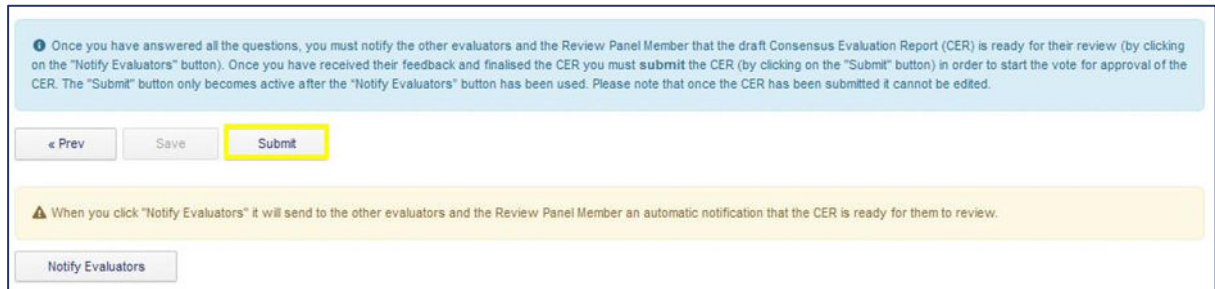 Once you have answered all the questions, you must notify the other evaluators and the Review Panel Member that the draft Consensus Evaluation Report (CER) is ready for their review (by clicking
on the "Notify Evaluators" button). Once you have received their feedback and finalised the CER you must submit the CER (by clicking on the "Submit" button) in order to start the vote for approval of the
CER. The "Submit" button only becomes active after the "Notify Evaluators" button has been used. Please note that once the CER has been submitted it cannot be edited.
« Prev Save Submit
When you click "Notify Evaluators" it will send to the other evaluators and the Review Panel Member an automatic notification that the CER is ready for them to review.
Notify Evaluators